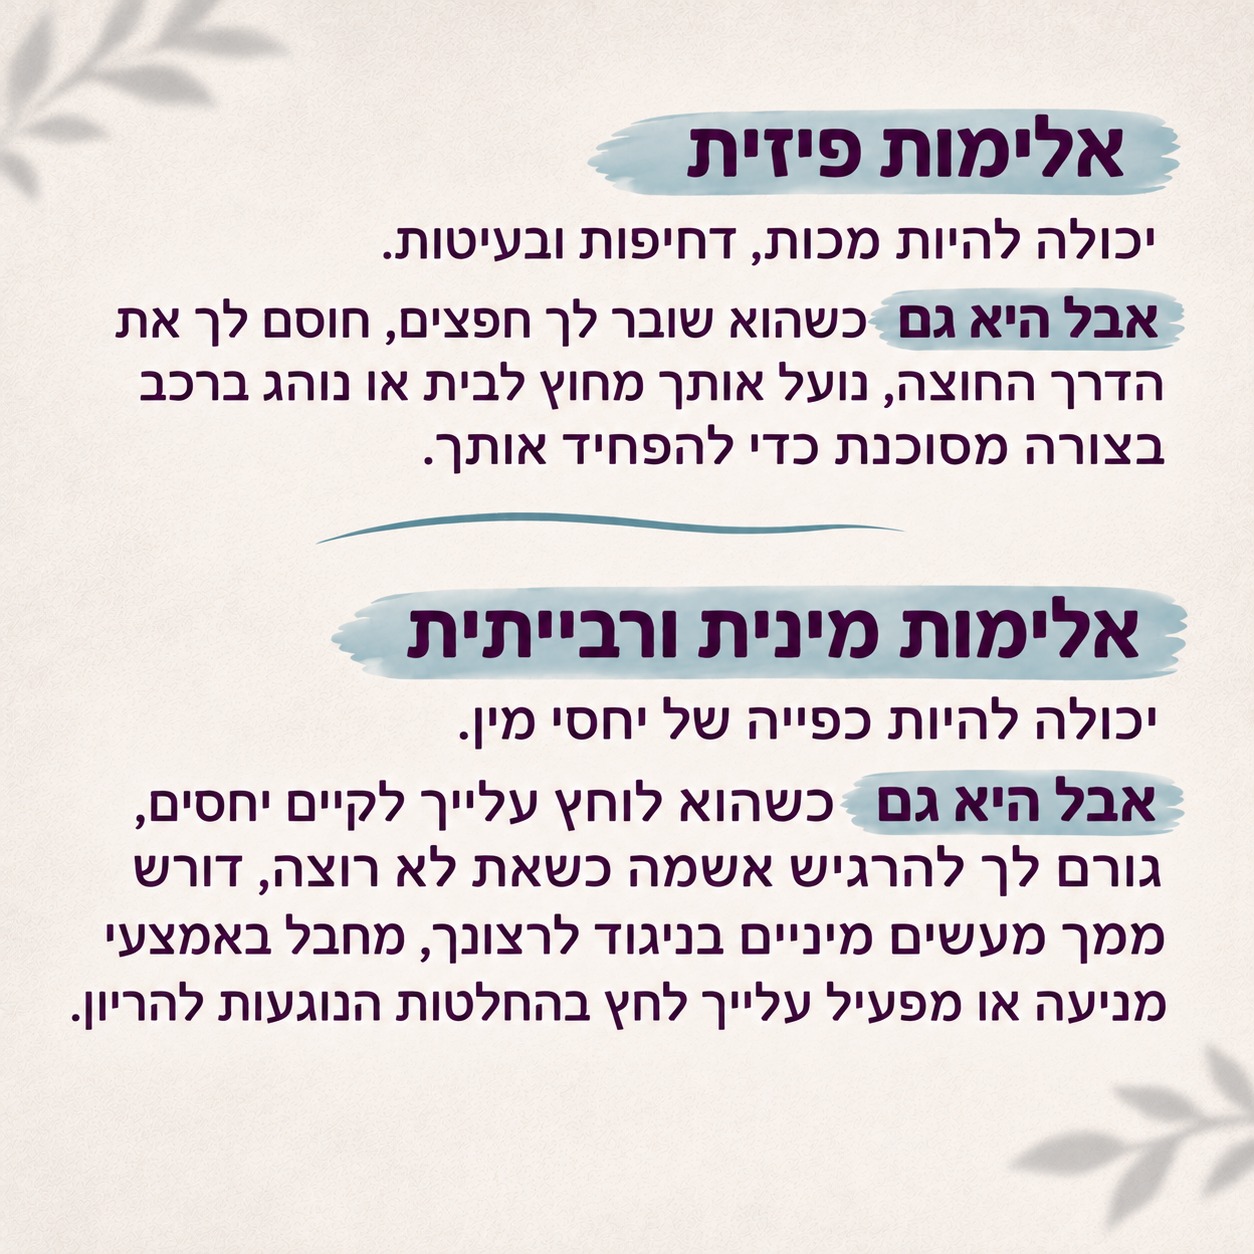 אלימות פיזית
יכולה להיות מכות, דחיפות ובעיטות.
אבל היא גם כשהוא שובר לך חפצים, חוסם לך את
הדרך החוצה, נועל אותך מחוץ לבית או נוהג ברכב
בצורה מסוכנת כדי להפחיד אותך.
אלימות מינית ורבייתית
יכולה להיות כפייה של יחסי מין.
אבל היא גם כשהוא לוחץ עלייך לקיים יחסים,
גורם לך להרגיש אשמה כשאת לא רוצה, דורש
ממך מעשים מיניים בניגוד לרצונך, מחבל באמצעי
מניעה או מפעיל עלייך לחץ בהחלטות הנוגעות להריון.